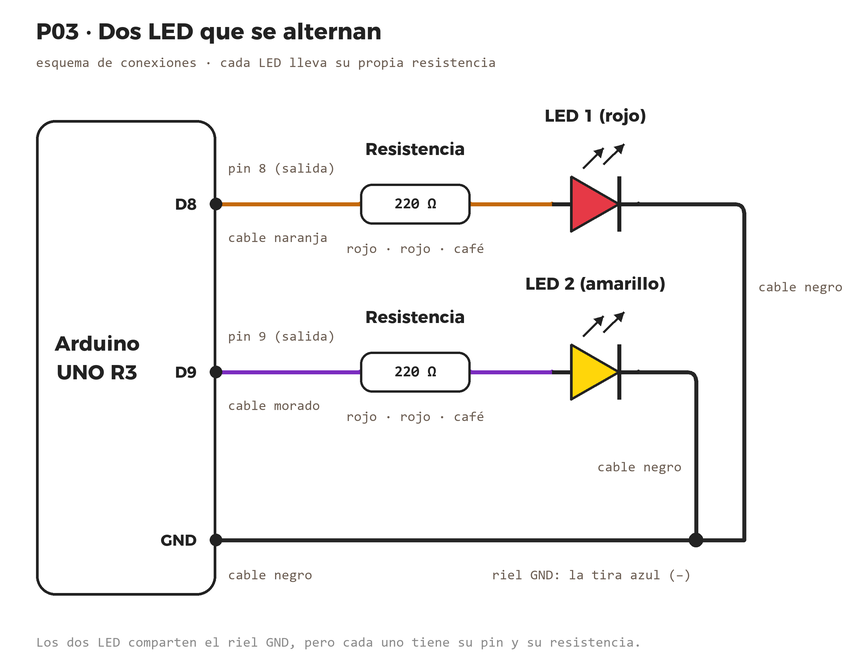 P03 · Dos LED que se alternan
esquema de conexiones · cada LED lleva su propia resistencia
LED 1 (rojo)
Resistencia
pin 8 (salida)
D8
220 Ω
cable naranja
rojo · rojo · café
LED 2 (amarillo)
cable negro
Resistencia
pin 9 (salida)
Arduino
UNO R3
D9
220 Ω
cable morado
rojo · rojo · café
cable negro
GND
cable negro
riel GND: la tira azul (−)
Los dos LED comparten el riel GND, pero cada uno tiene su pin y su resistencia.